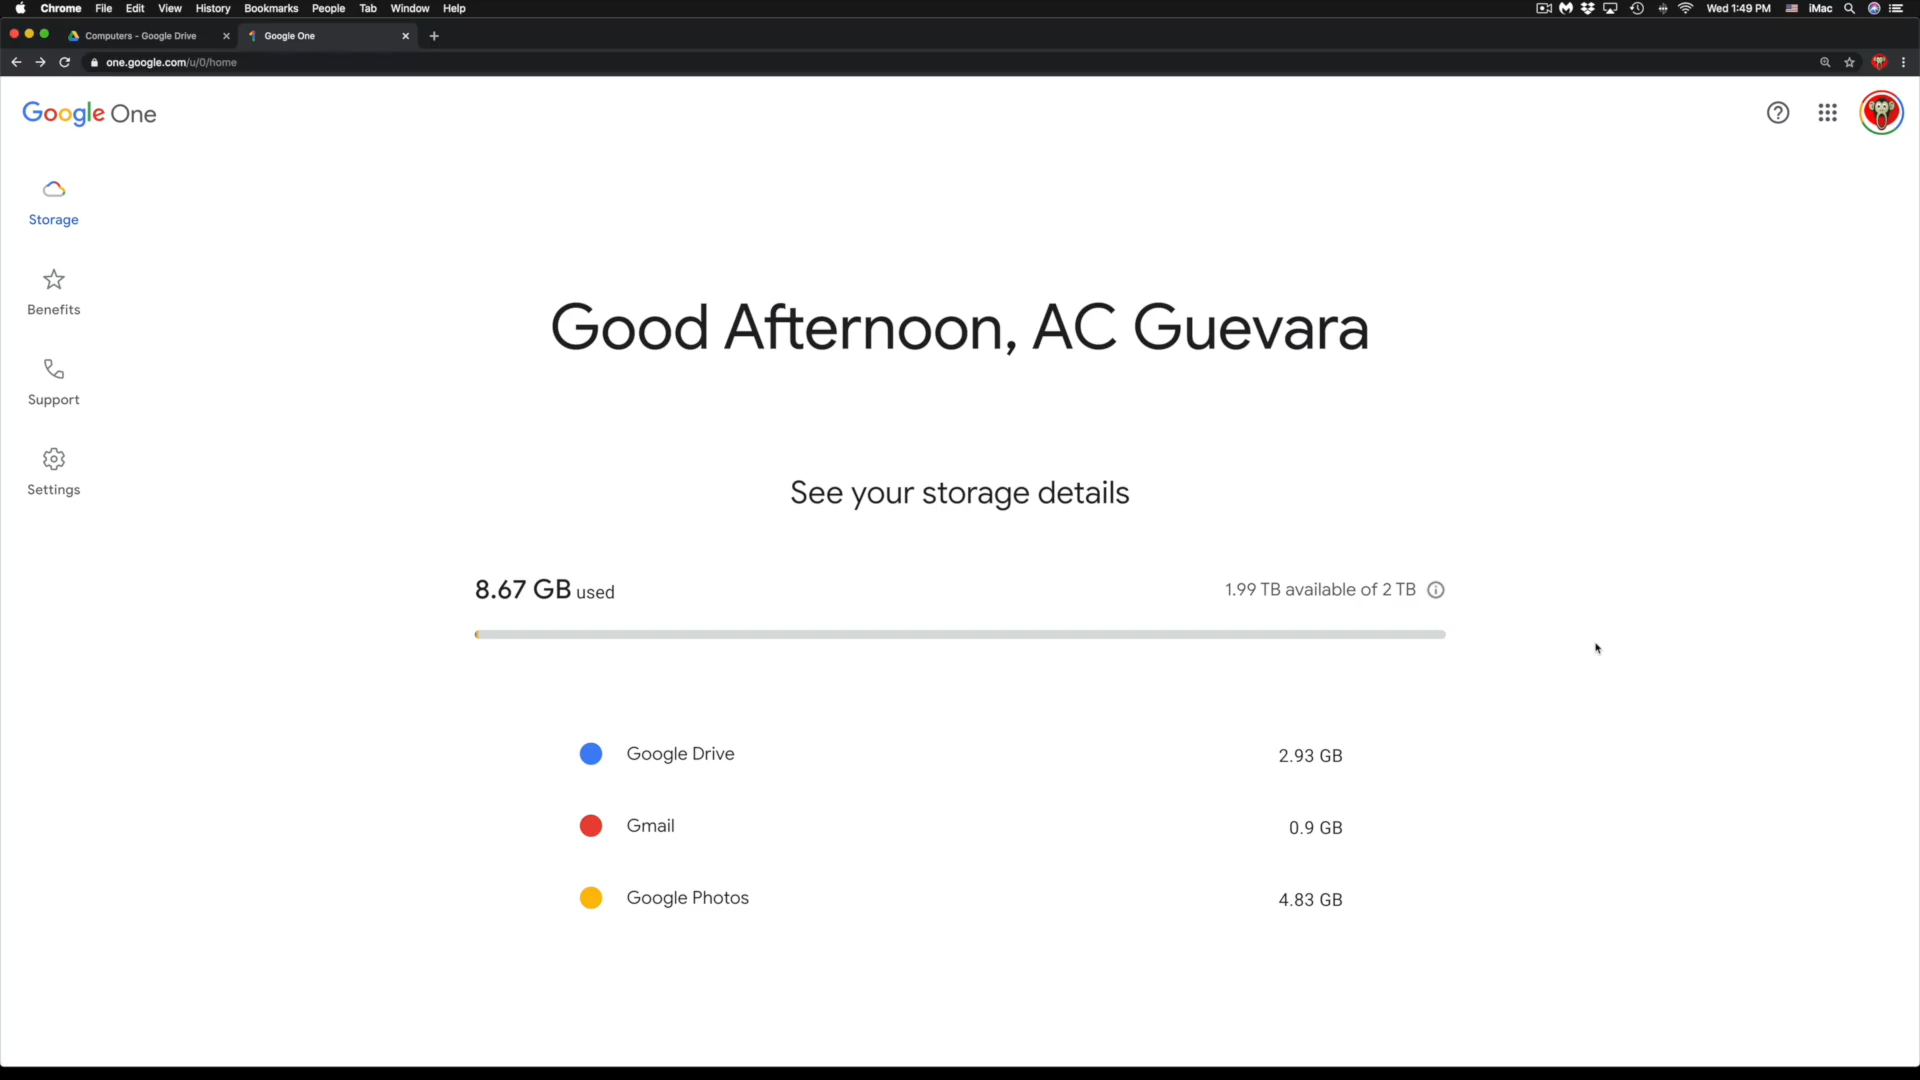 Chrome File Edit View History Bookmarks People Tab Window Help
Wed 1:49 PM iMac
Computers - Google Drive
Google One
one.google.com/u/0/home
Google One
Storage
Benefits
Support
Settings
Good Afternoon, AC Guevara
See your storage details
8.67 GB used
1.99 TB available of 2 TB
Google Drive 2.93 GB
Gmail 0.9 GB
Google Photos 4.83 GB